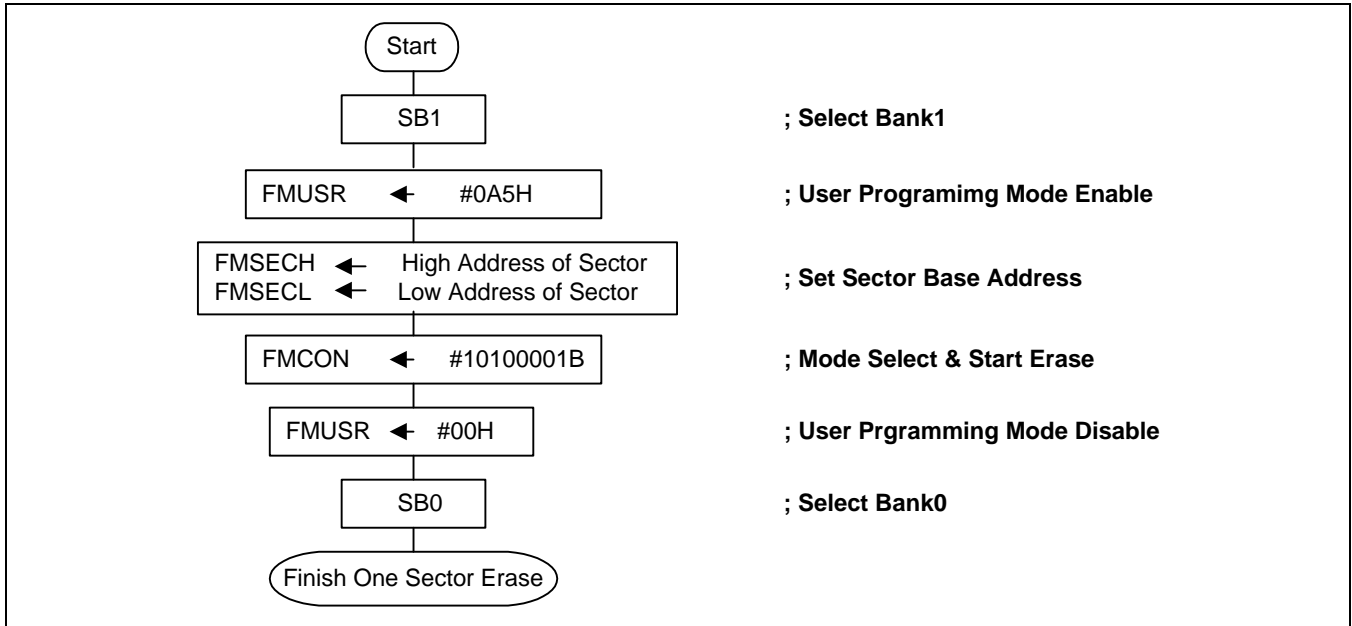 Start
SB1 ; Select Bank1
FMUSR ← #0A5H ; User Programimg Mode Enable
FMSECH ← High Address of Sector
FMSECL ← Low Address of Sector ; Set Sector Base Address
FMCON ← #10100001B ; Mode Select & Start Erase
FMUSR ← #00H ; User Prgramming Mode Disable
SB0 ; Select Bank0
Finish One Sector Erase